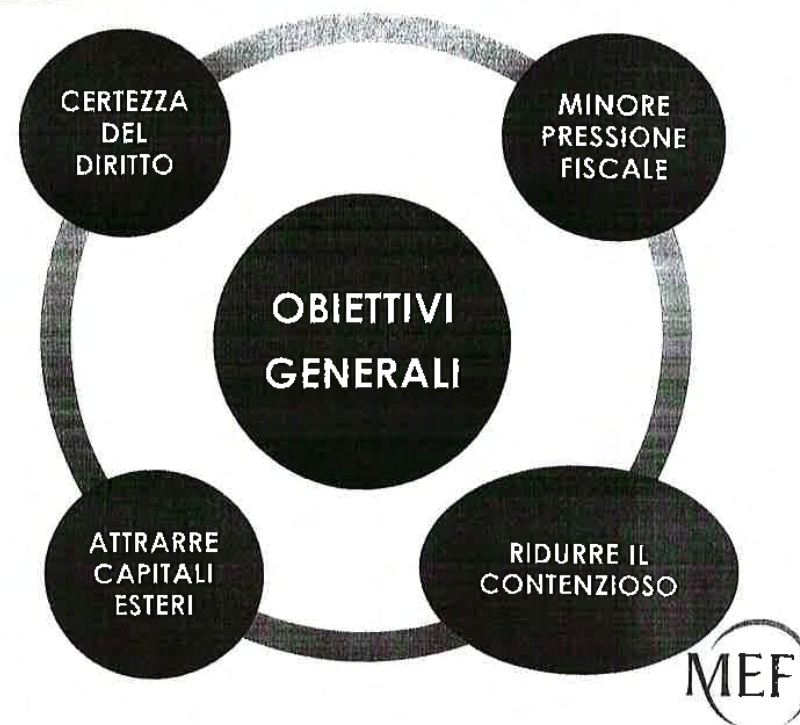 CERTEZZA
DEL
DIRITTO
MINORE
PRESSIONE
FISCALE
OBIETTIVI
GENERALI
ATTRARRE
CAPITALI
ESTERI
RIDURRE IL
CONTENZIOSO
MEF